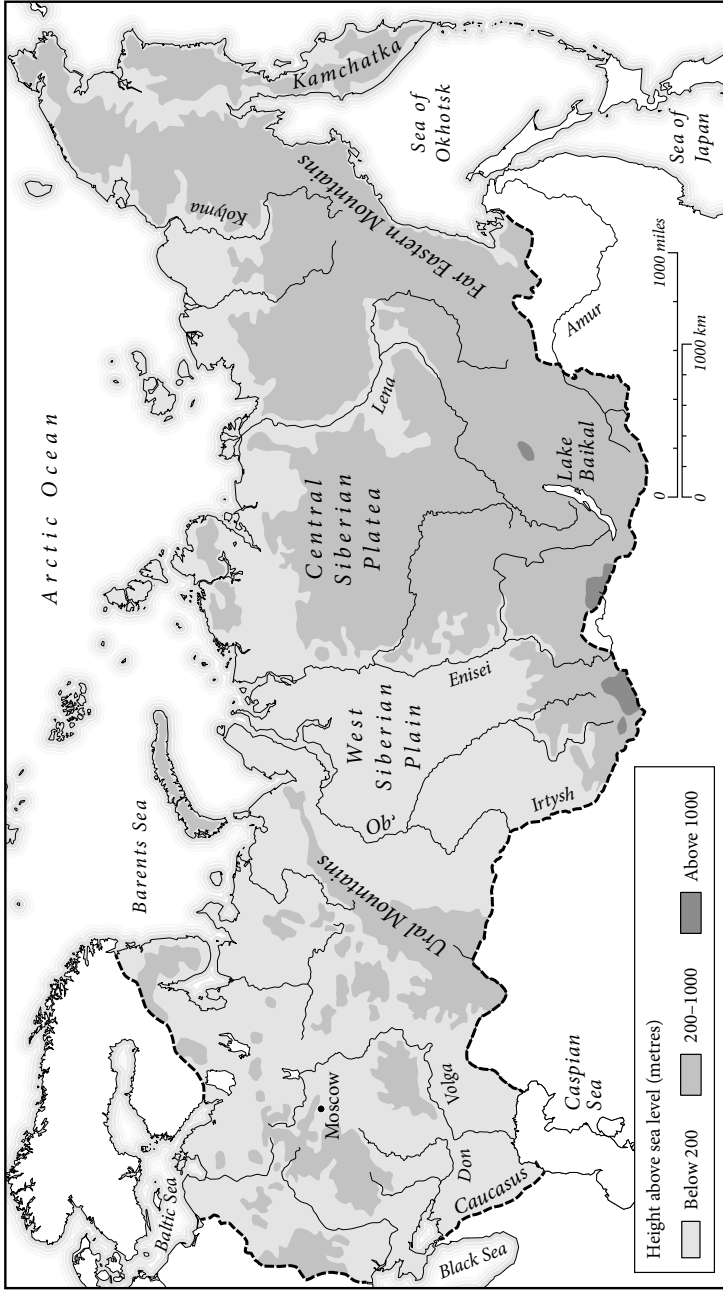 Arctic Ocean
Barents Sea
Baltic Sea
Black Sea
Caspian
Sea
Caucasus
Don
Volga
Moscow
Ural Mountains
Ob’
Irtysh
West
Siberian
Plain
Enisei
Central
Siberian
Platea
Lena
Lake
Baikal
Kolyma
Far Eastern Mountains
Kamchatka
Sea of
Okhotsk
Sea of
Japan
Amur
0 1000 miles
0 1000 km
Height above sea level (metres)
Below 200 200–1000 Above 1000